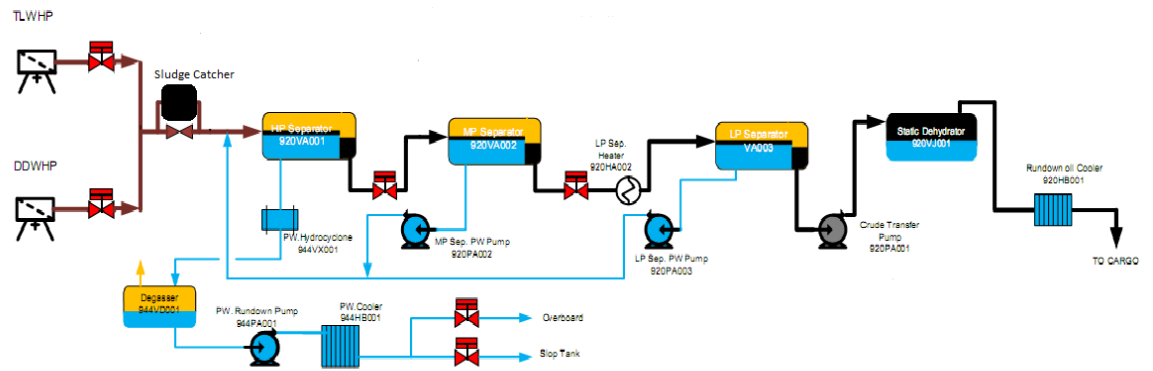 TLWHP
Sludge Catcher
HP Separator
920VA001
MP Separator
920VA002
LP Sep.
Heater
920HA002
LP Separator
VA003
Static Dehydrator
920VJ001
Rundown oil Cooler
920HB001
DDWHP
PW.Hydrocyclone
944VX001
MP Sep. PW Pump
920PA002
LP Sep. PW Pump
920PA003
Crude Transfer
Pump
920PA001
TO CARGO
Degasser
944VD001
PW. Rundown Pump
944PA001
PW.Cooler
944HB001
Overboard
Slop Tank